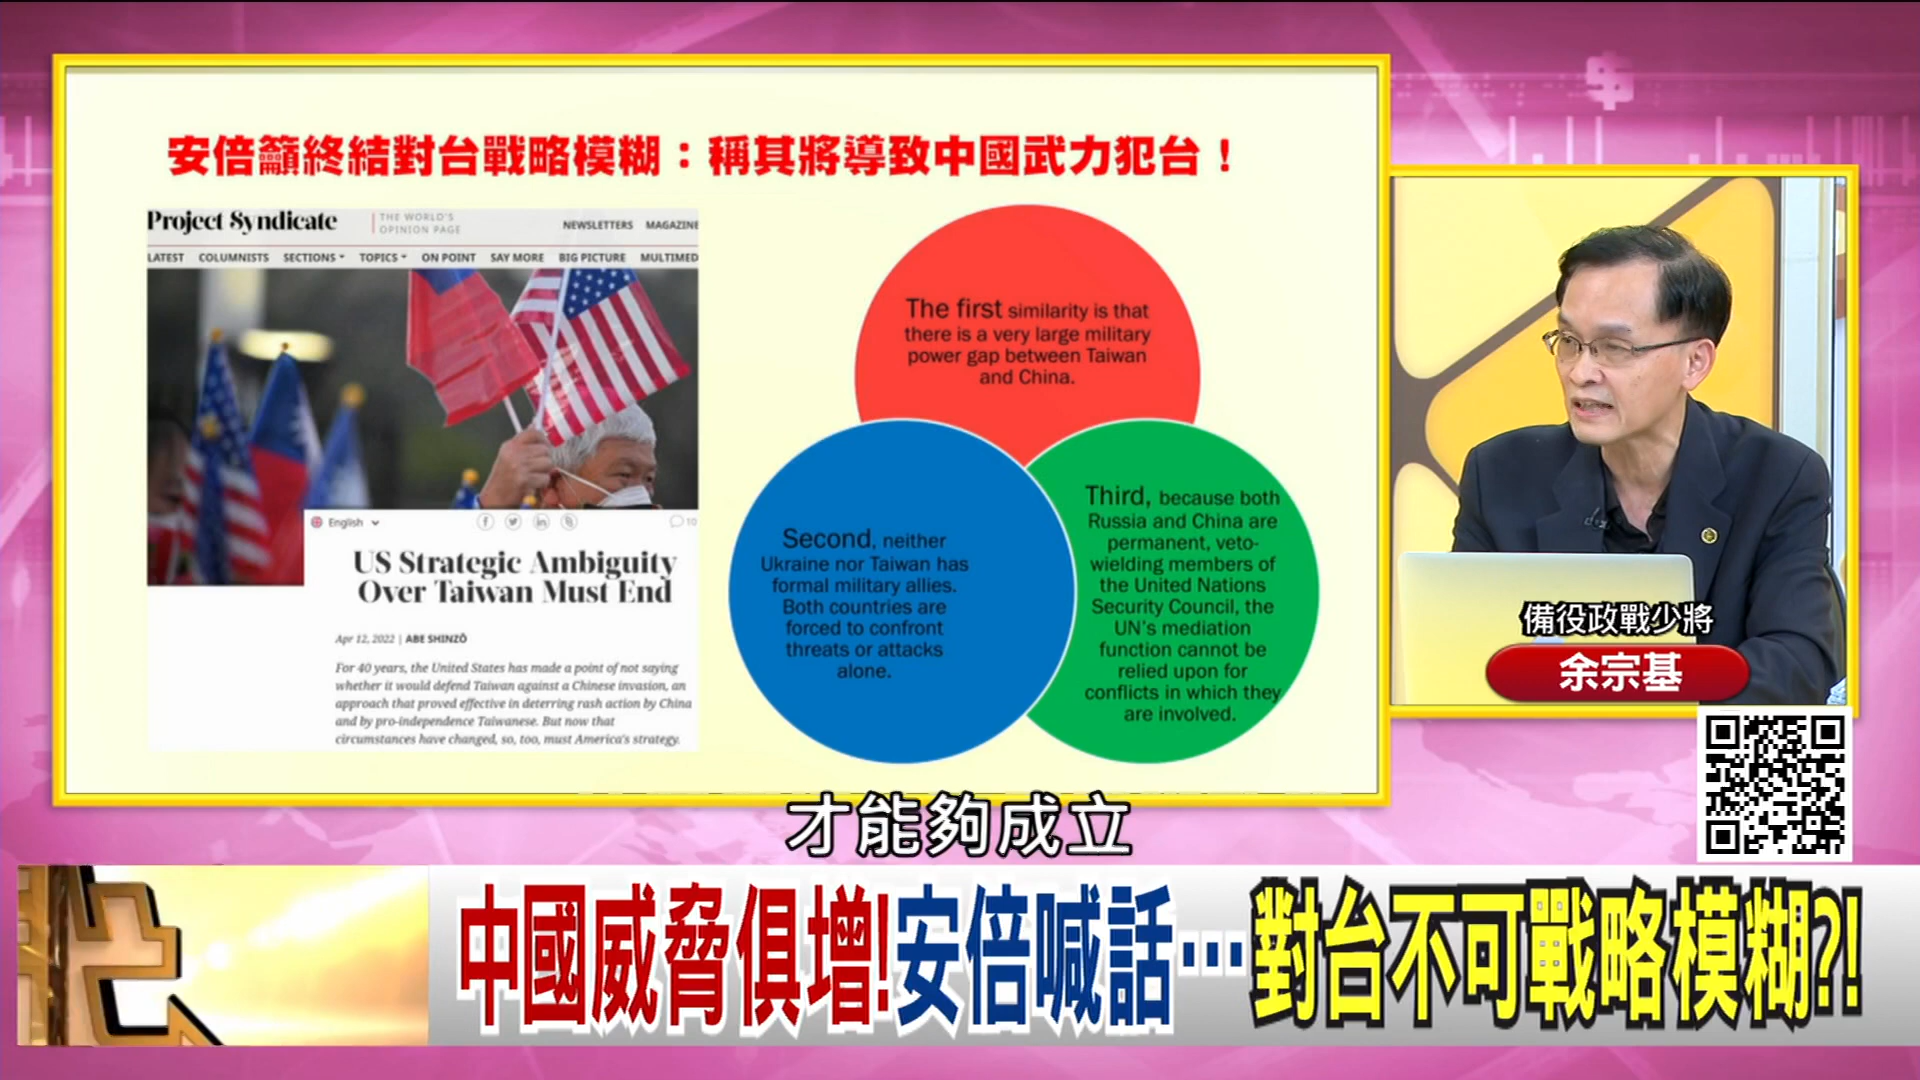 安倍籲終結對台戰略模糊：稱其將導致中國武力犯台！
Project Syndicate
THE WORLD'S
OPINION PAGE
NEWSLETTERS MAGAZINE
LATEST COLUMNISTS SECTIONS TOPICS ON POINT SAY MORE BIG PICTURE MULTIMED
English
10
US Strategic Ambiguity
Over Taiwan Must End
Apr 12, 2022 | ABE SHINZŌ
For 40 years, the United States has made a point of not saying
whether it would defend Taiwan against a Chinese invasion, an
approach that proved effective in deterring rash action by China
and by pro-independence Taiwanese. But now that
circumstances have changed, so, too, must America's strategy.
The first similarity is that
there is a very large military
power gap between Taiwan
and China.
Second, neither
Ukraine nor Taiwan has
formal military allies.
Both countries are
forced to confront
threats or attacks
alone.
Third, because both
Russia and China are
permanent, veto-
wielding members of
the United Nations
Security Council, the
UN's mediation
function cannot be
relied upon for
conflicts in which they
are involved.
備役政戰少將
余宗基
才能夠成立
中國威脅俱增!安倍喊話…對台不可戰略模糊?!